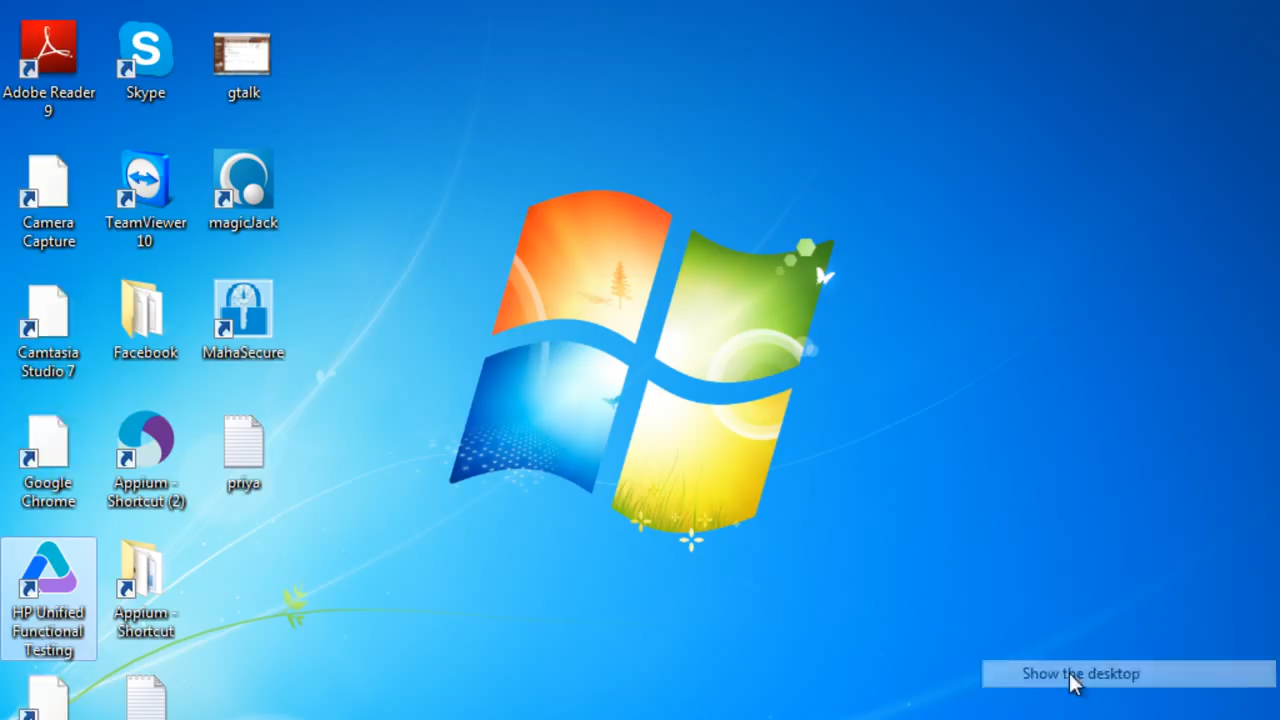 Adobe Reader
9
Skype
gtalk
Camera
Capture
TeamViewer
10
magicJack
Camtasia
Studio 7
Facebook
MahaSecure
Google
Chrome
Appium -
Shortcut (2)
priya
HP Unified
Functional
Testing
Appium -
Shortcut
Show the desktop